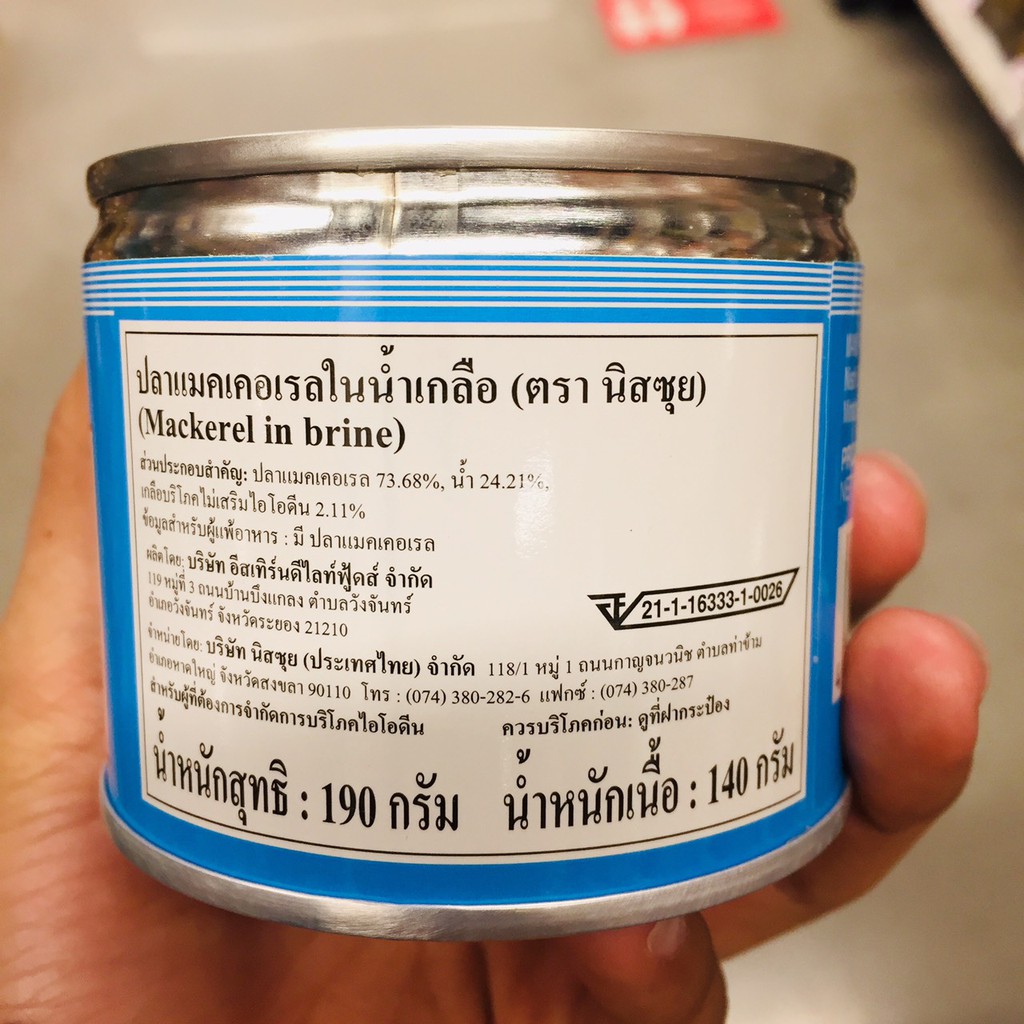 ปลาแมคเคอเรลในน้ำเกลือ (ตรา นิสซุย)
(Mackerel in brine)
ส่วนประกอบสำคัญ: ปลาแมคเคอเรล 73.68%, น้ำ 24.21%,
เกลือบริโภคไม่เสริมไอโอดีน 2.11%
ข้อมูลสำหรับผู้แพ้อาหาร : มี ปลาแมคเคอเรล
ผลิตโดย: บริษัท อีสเทิร์นดีไลท์ฟู้ดส์ จำกัด
119 หมู่ที่ 3 ถนนบ้านบึงแกลง ตำบลวังจันทร์
อำเภอวังจันทร์ จังหวัดระยอง 21210
21-1-16333-1-0026
จำหน่ายโดย: บริษัท นิสซุย (ประเทศไทย) จำกัด 118/1 หมู่ 1 ถนนกาญจนวนิช ตำบลท่าข้าม
อำเภอหาดใหญ่ จังหวัดสงขลา 90110 โทร : (074) 380-282-6 แฟกซ์ : (074) 380-287
สำหรับผู้ที่ต้องการจำกัดการบริโภคไอโอดีน ควรบริโภคก่อน: ดูที่ฝากระป๋อง
น้ำหนักสุทธิ : 190 กรัม น้ำหนักเนื้อ : 140 กรัม